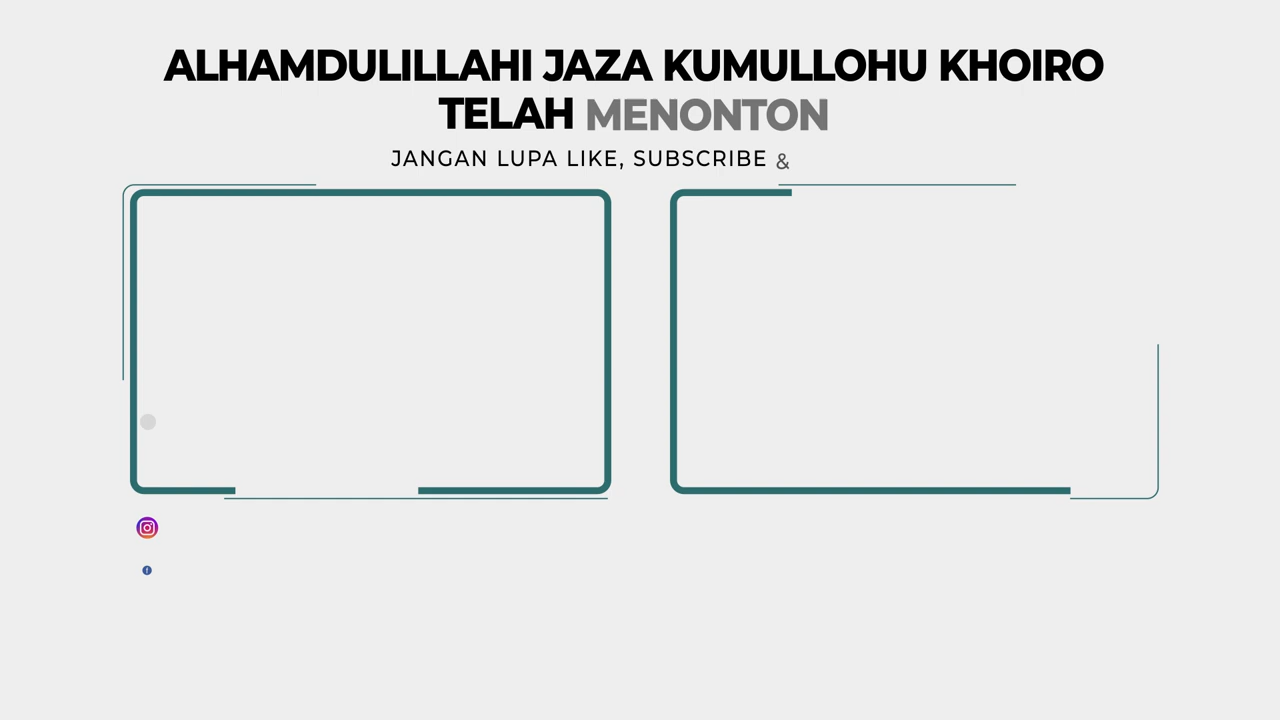 ALHAMDULILLAHI JAZA KUMULLOHU KHOIRO
TELAH MENONTON
JANGAN LUPA LIKE, SUBSCRIBE &